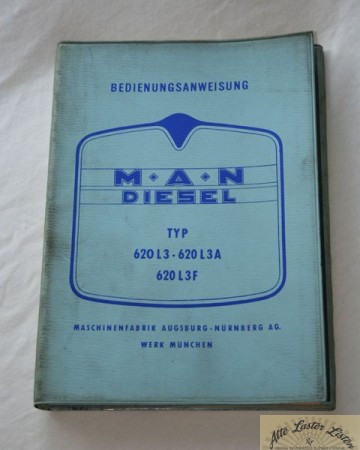 BEDIENUNGSANWEISUNG
M·A·N
DIESEL
TYP
620 L3 - 620 L3A
620 L3F
MASCHINENFABRIK AUGSBURG-NÜRNBERG AG.
WERK MÜNCHEN
Alte Laster Listen